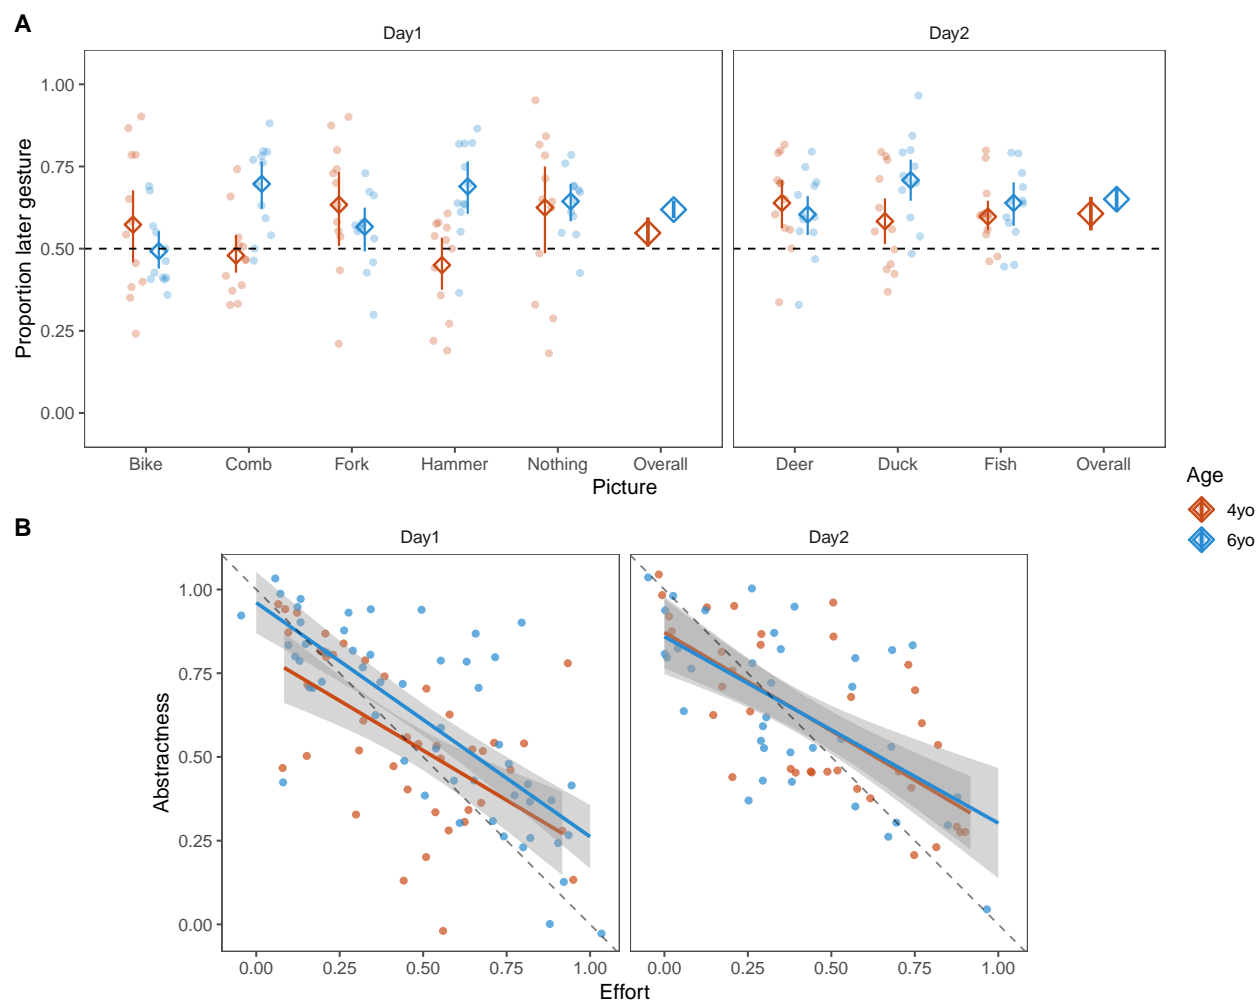 A
Day1
Day2
Proportion later gesture
1.00
0.75
0.50
0.25
0.00
Bike
Comb
Fork
Hammer
Nothing
Overall
Deer
Duck
Fish
Overall
Picture
Age
4yo
6yo
B
Day1
Day2
Abstractness
1.00
0.75
0.50
0.25
0.00
0.00
0.25
0.50
0.75
1.00
0.00
0.25
0.50
0.75
1.00
Effort